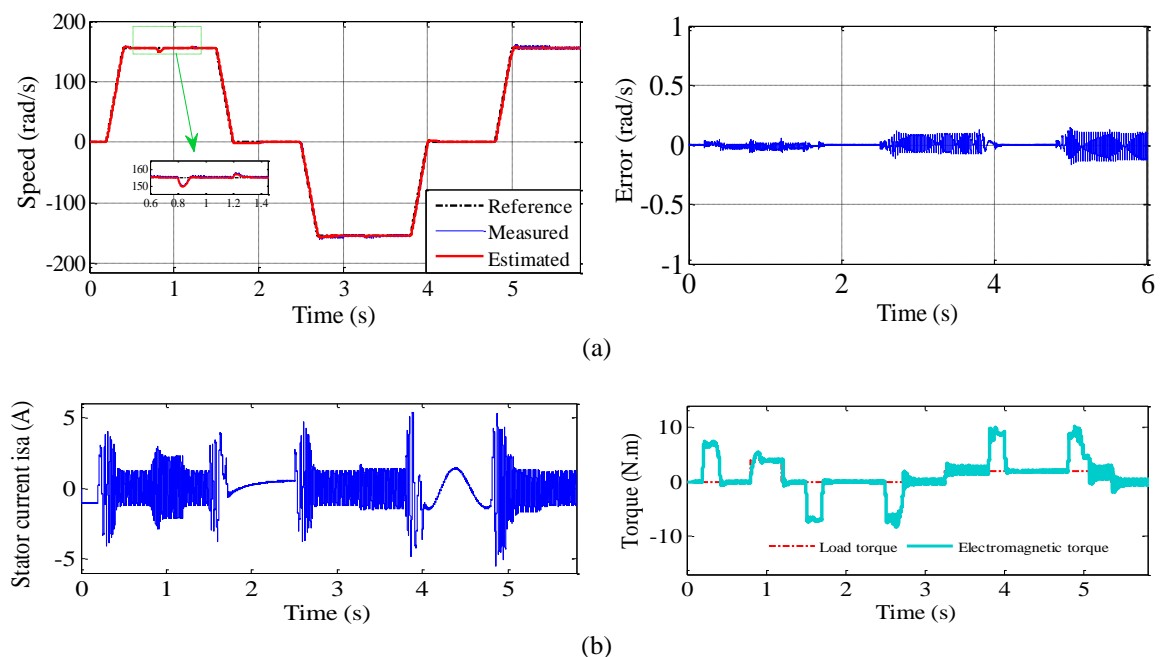 200
100
0
-100
-200
Speed (rad/s)
160
150
0.6 0.8 1 1.2 1.4
Reference
Measured
Estimated
0 1 2 3 4 5
Time (s)
1
0.5
0
-0.5
-1
Error (rad/s)
0 2 4 6
Time (s)
(a)
5
0
-5
Stator current isa (A)
0 1 2 3 4 5
Time (s)
10
0
-10
Torque (N.m)
Load torque
Electromagnetic torque
0 1 2 3 4 5
Time (s)
(b)